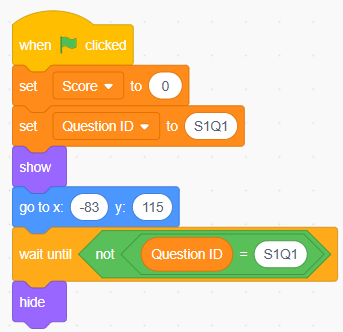 when clicked
set Score to 0
set Question ID to S1Q1
show
go to x: -83 y: 115
wait until not Question ID = S1Q1
hide